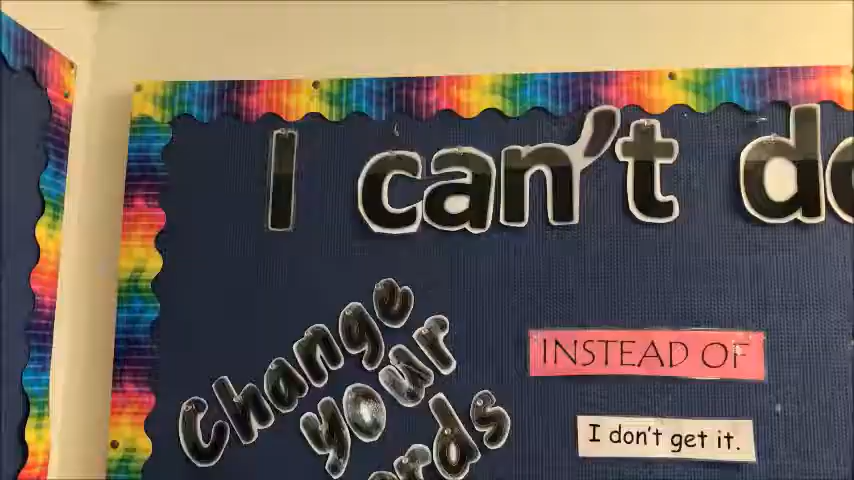 I can't
Change
your
INSTEAD OF
I don't get it.